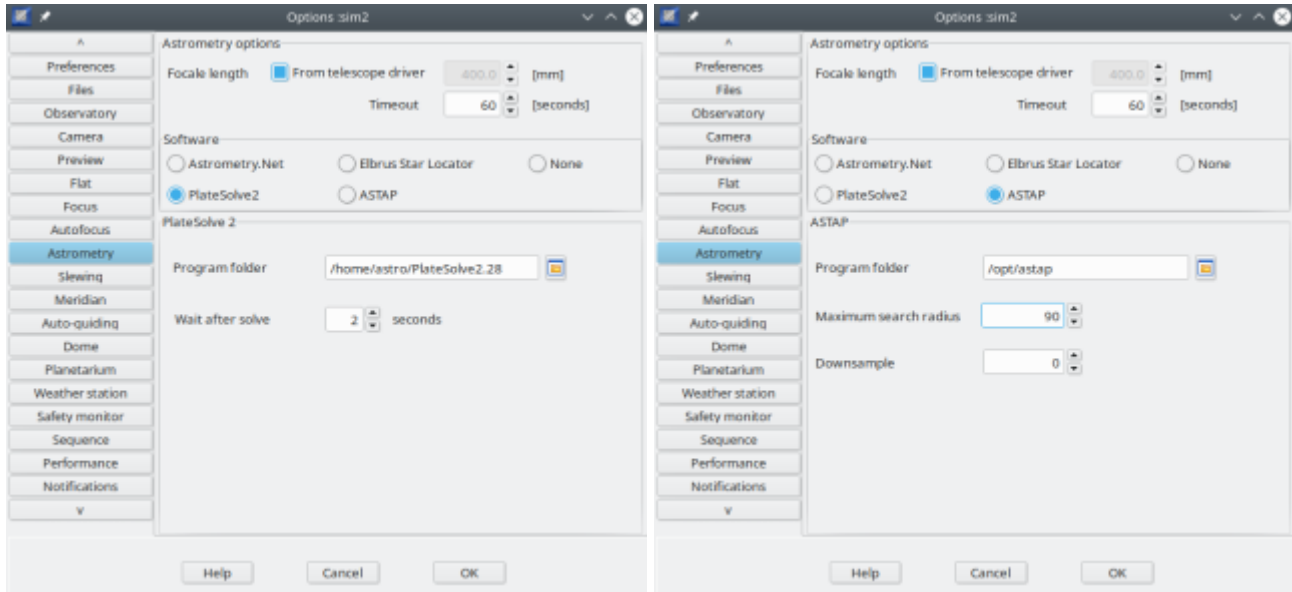 Options :sim2
^
Preferences
Files
Observatory
Camera
Preview
Flat
Focus
Autofocus
Astrometry
Slewing
Meridian
Auto-guiding
Dome
Planetarium
Weather station
Safety monitor
Sequence
Performance
Notifications
v
Astrometry options
Focale length From telescope driver 400.0 [mm]
Timeout 60 [seconds]
Software
Astrometry.Net Elbrus Star Locator None
PlateSolve2 ASTAP
PlateSolve 2
Program folder /home/astro/PlateSolve2.28
Wait after solve 2 seconds
Help Cancel OK
Options :sim2
^
Preferences
Files
Observatory
Camera
Preview
Flat
Focus
Autofocus
Astrometry
Slewing
Meridian
Auto-guiding
Dome
Planetarium
Weather station
Safety monitor
Sequence
Performance
Notifications
v
Astrometry options
Focale length From telescope driver 400.0 [mm]
Timeout 60 [seconds]
Software
Astrometry.Net Elbrus Star Locator None
PlateSolve2 ASTAP
ASTAP
Program folder /opt/astap
Maximum search radius 90
Downsample 0
Help Cancel OK